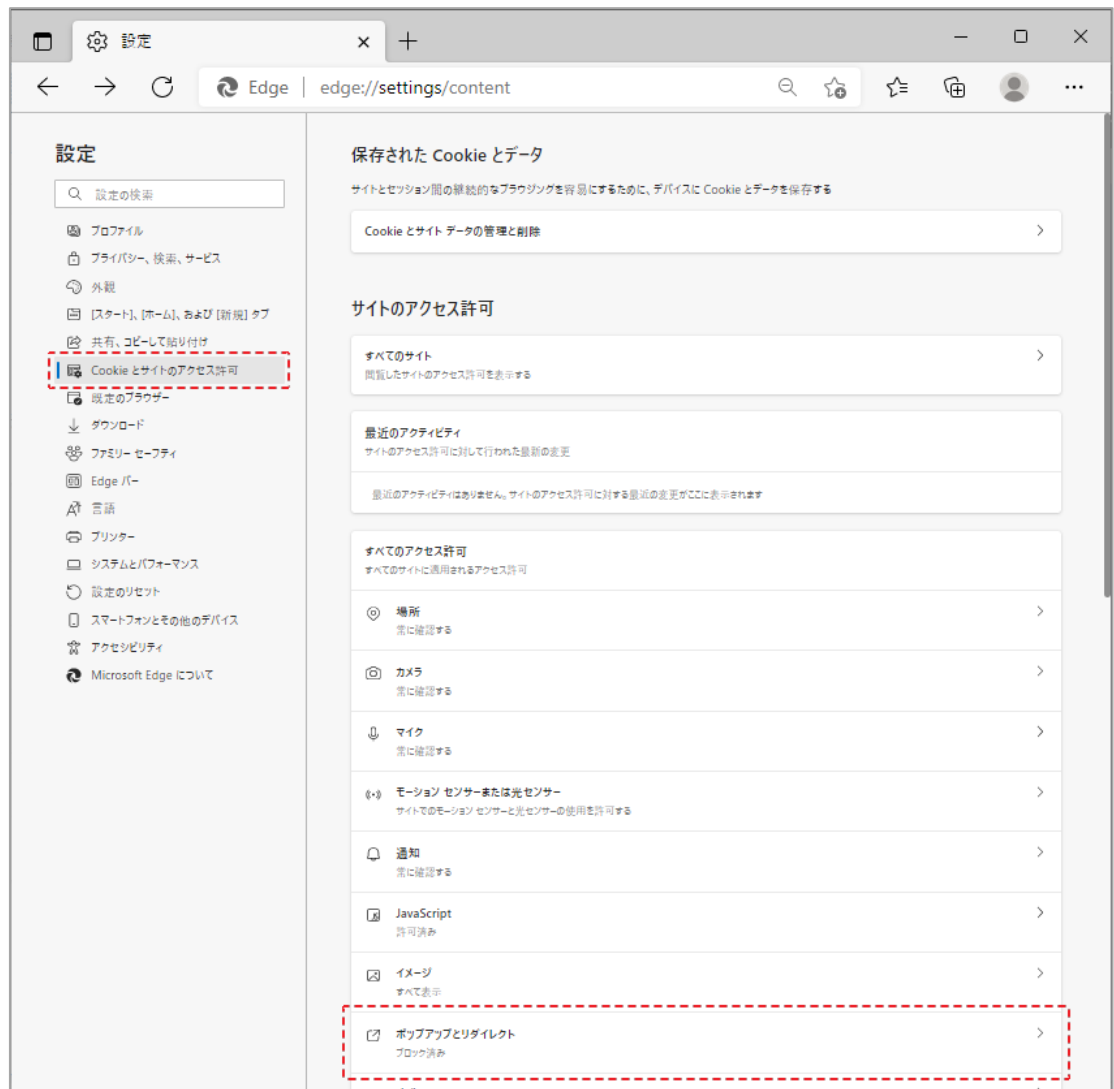 設定
Edge
edge://settings/content
設定
設定の検索
プロファイル
プライバシー、検索、サービス
外観
[スタート]、[ホーム]、および [新規] タブ
共有、コピーして貼り付け
Cookie とサイトのアクセス許可
既定のブラウザー
ダウンロード
ファミリー セーフティ
Edge バー
言語
プリンター
システムとパフォーマンス
設定のリセット
スマートフォンとその他のデバイス
アクセシビリティ
Microsoft Edge について
保存された Cookie とデータ
サイトとセッション間の継続的なブラウジングを容易にするために、デバイスに Cookie とデータを保存する
Cookie とサイト データの管理と削除
サイトのアクセス許可
すべてのサイト
閲覧したサイトのアクセス許可を表示する
最近のアクティビティ
サイトのアクセス許可に対して行われた最新の変更
最近のアクティビティはありません。サイトのアクセス許可に対する最近の変更がここに表示されます
すべてのアクセス許可
すべてのサイトに適用されるアクセス許可
場所
常に確認する
カメラ
常に確認する
マイク
常に確認する
モーション センサーまたは光センサー
サイトでのモーション センサーと光センサーの使用を許可する
通知
常に確認する
JavaScript
許可済み
イメージ
すべて表示
ポップアップとリダイレクト
ブロック済み